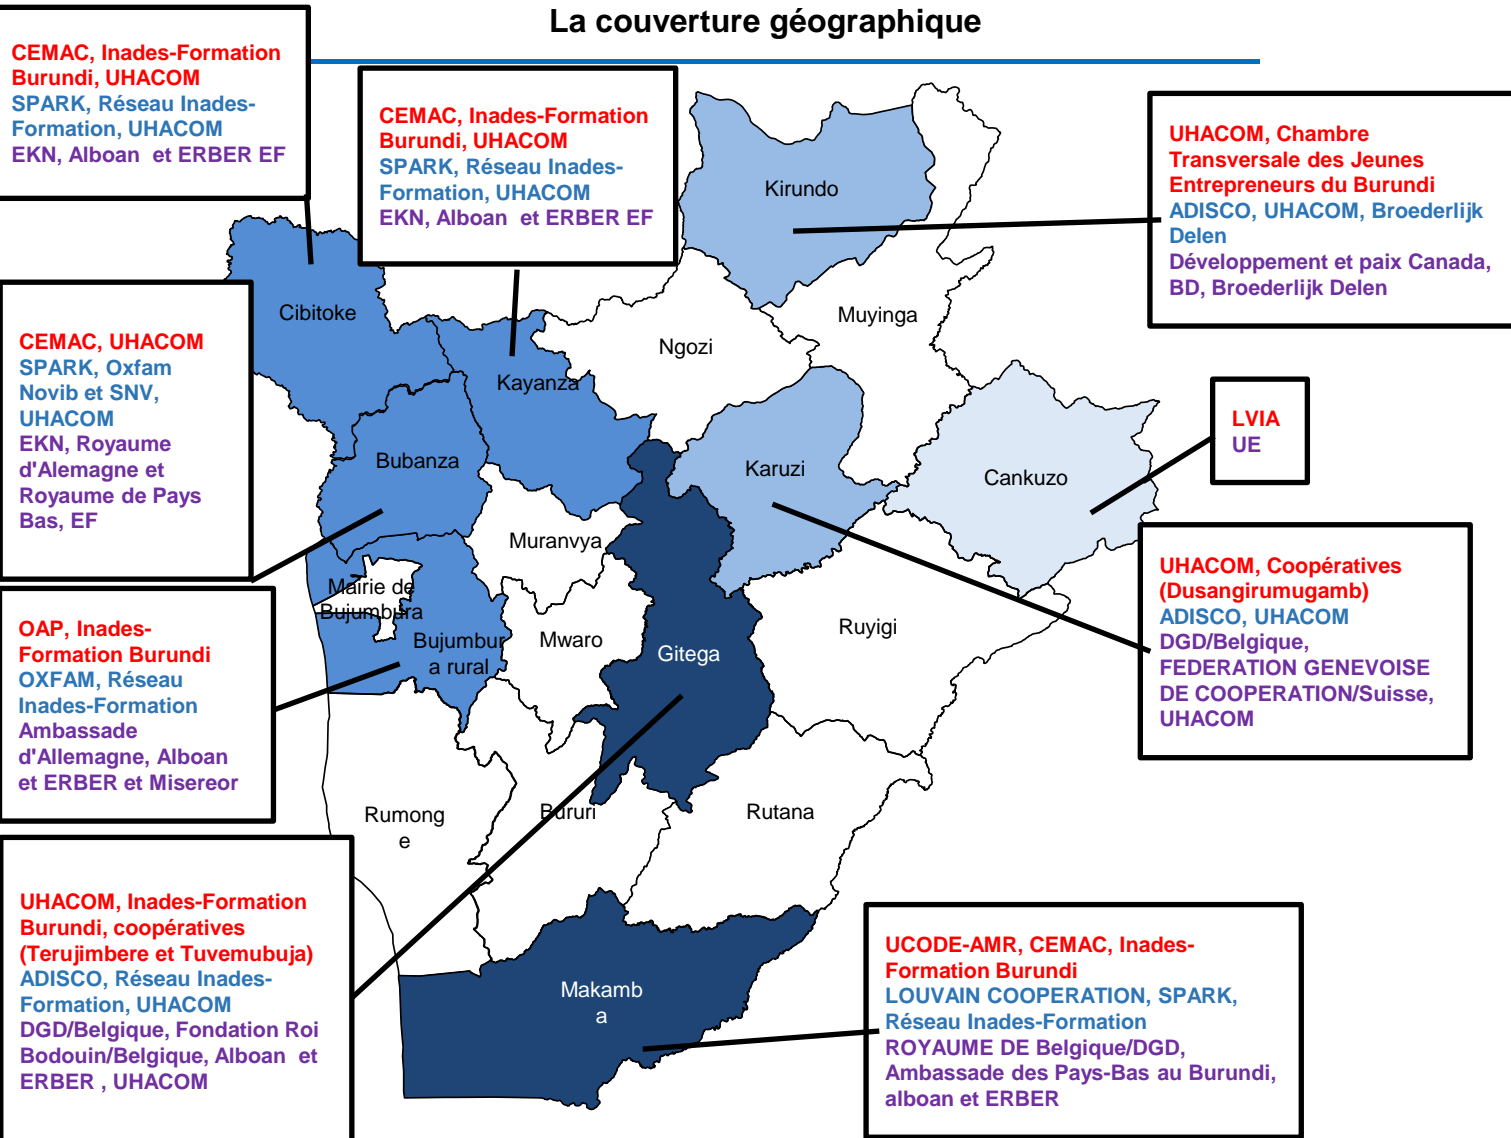 La couverture géographique
CEMAC, Inades-Formation
Burundi, UHACOM
SPARK, Réseau Inades-
Formation, UHACOM
EKN, Alboan et ERBER EF
CEMAC, Inades-Formation
Burundi, UHACOM
SPARK, Réseau Inades-
Formation, UHACOM
EKN, Alboan et ERBER EF
UHACOM, Chambre
Transversale des Jeunes
Entrepreneurs du Burundi
ADISCO, UHACOM, Broederlijk
Delen
Développement et paix Canada,
BD, Broederlijk Delen
CEMAC, UHACOM
SPARK, Oxfam
Novib et SNV,
UHACOM
EKN, Royaume
d'Alemagne et
Royaume de Pays
Bas, EF
LVIA
UE
UHACOM, Coopératives
(Dusangirumugamb)
ADISCO, UHACOM
DGD/Belgique,
FEDERATION GENEVOISE
DE COOPERATION/Suisse,
UHACOM
OAP, Inades-
Formation Burundi
OXFAM, Réseau
Inades-Formation
Ambassade
d'Allemagne, Alboan
et ERBER et Misereor
UHACOM, Inades-Formation
Burundi, coopératives
(Terujimbere et Tuvemubuja)
ADISCO, Réseau Inades-
Formation, UHACOM
DGD/Belgique, Fondation Roi
Bodouin/Belgique, Alboan et
ERBER , UHACOM
UCODE-AMR, CEMAC, Inades-
Formation Burundi
LOUVAIN COOPERATION, SPARK,
Réseau Inades-Formation
ROYAUME DE Belgique/DGD,
Ambassade des Pays-Bas au Burundi,
alboan et ERBER
Kirundo
Cibitoke
Muyinga
Ngozi
Kayanza
Bubanza
Karuzi
Cankuzo
Muranvya
Mairie de
Bujumbura
Bujumbur
a rural
Mwaro
Gitega
Ruyigi
Rumong
e
Bururi
Rutana
Makamb
a